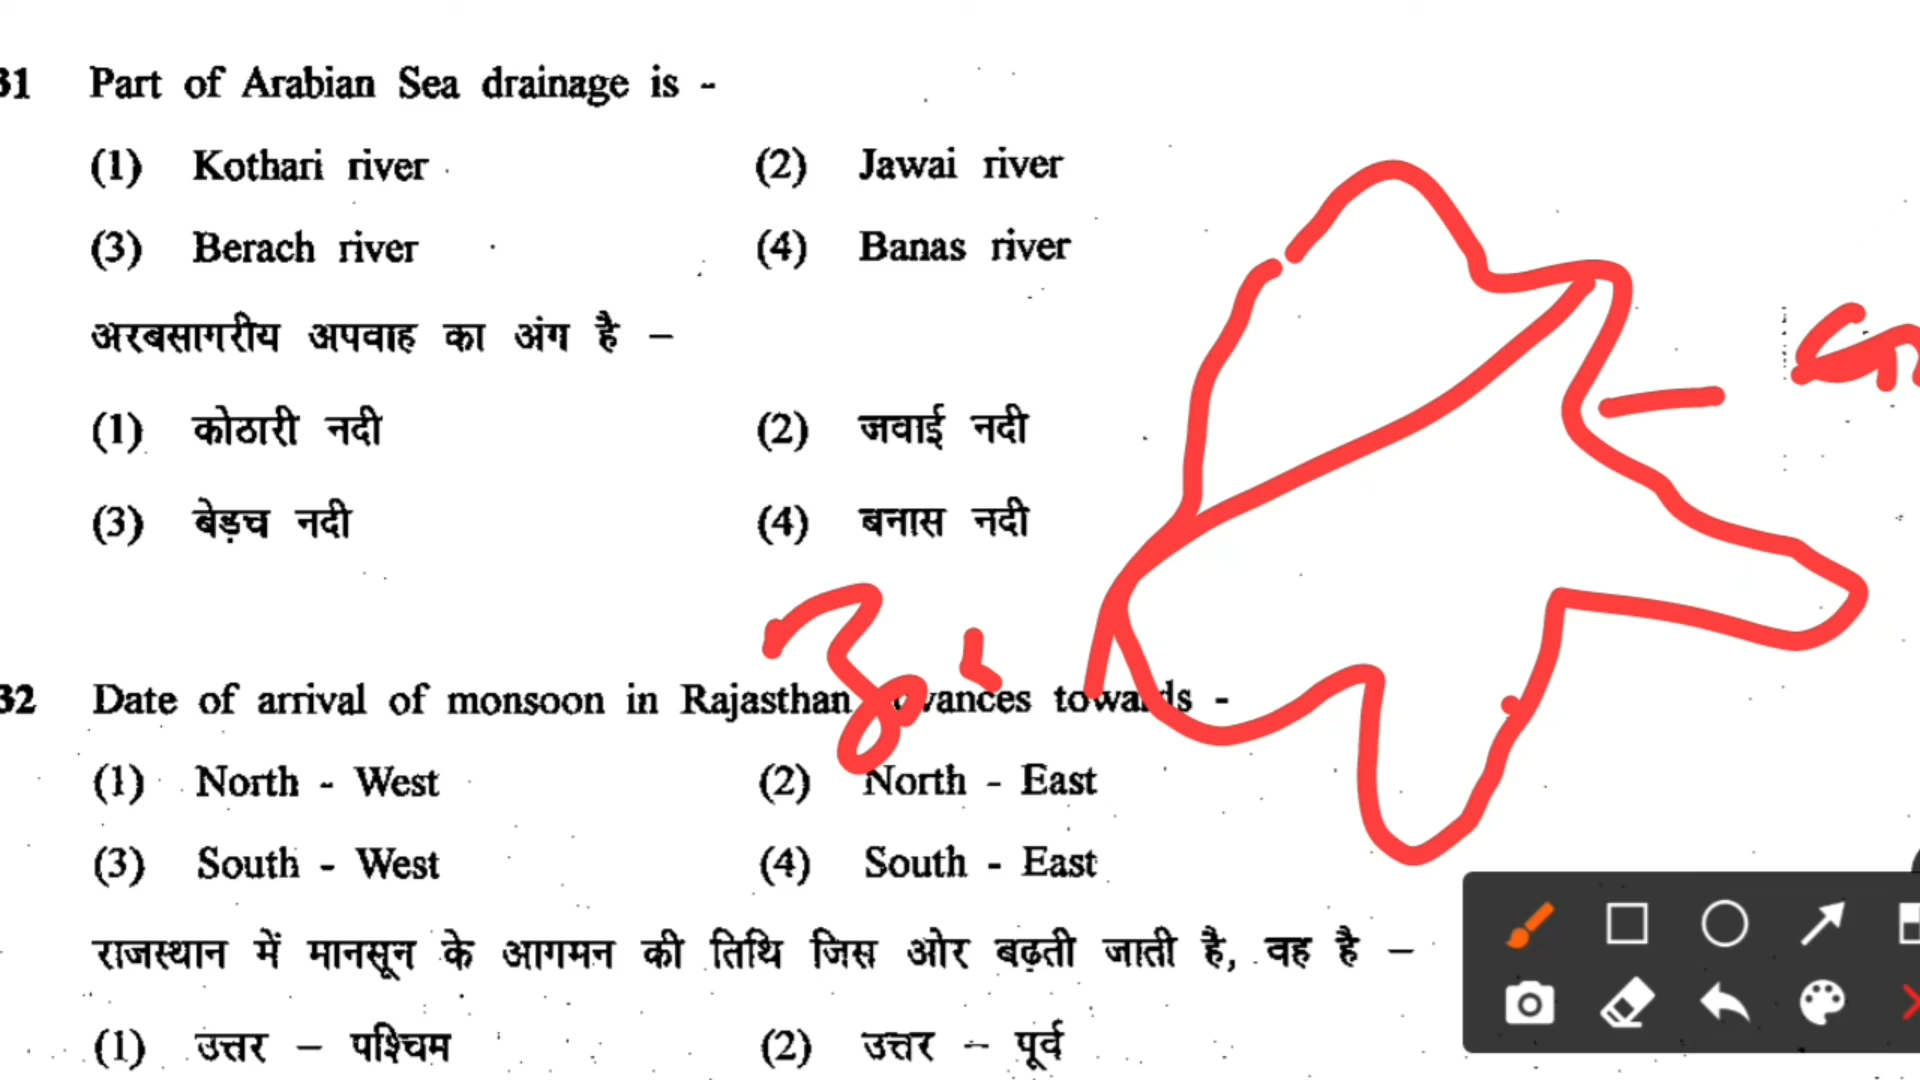 31 Part of Arabian Sea drainage is -
(1) Kothari river (2) Jawai river
(3) Berach river (4) Banas river
अरबसागरीय अपवाह का अंग है –
(1) कोठारी नदी (2) जवाई नदी
(3) बेड़च नदी (4) बनास नदी
32 Date of arrival of monsoon in Rajasthan towards -
(1) North - West (2) North - East
(3) South - West (4) South - East
राजस्थान में मानसून के आगमन की तिथि जिस ओर बढ़ती जाती है, वह है –
(1) उत्तर – पश्चिम (2) उत्तर – पूर्व